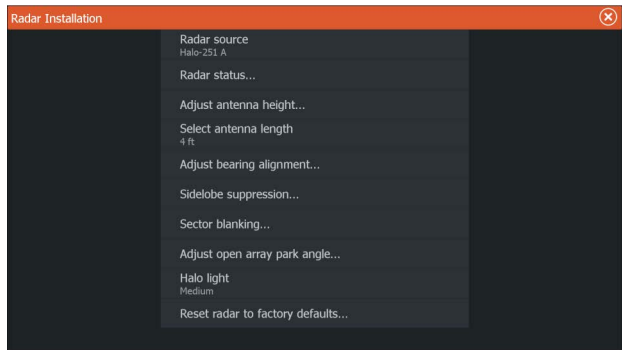 Radar Installation
Radar source
Halo-251 A
Radar status...
Adjust antenna height...
Select antenna length
4 ft
Adjust bearing alignment...
Sidelobe suppression...
Sector blanking...
Adjust open array park angle...
Halo light
Medium
Reset radar to factory defaults...